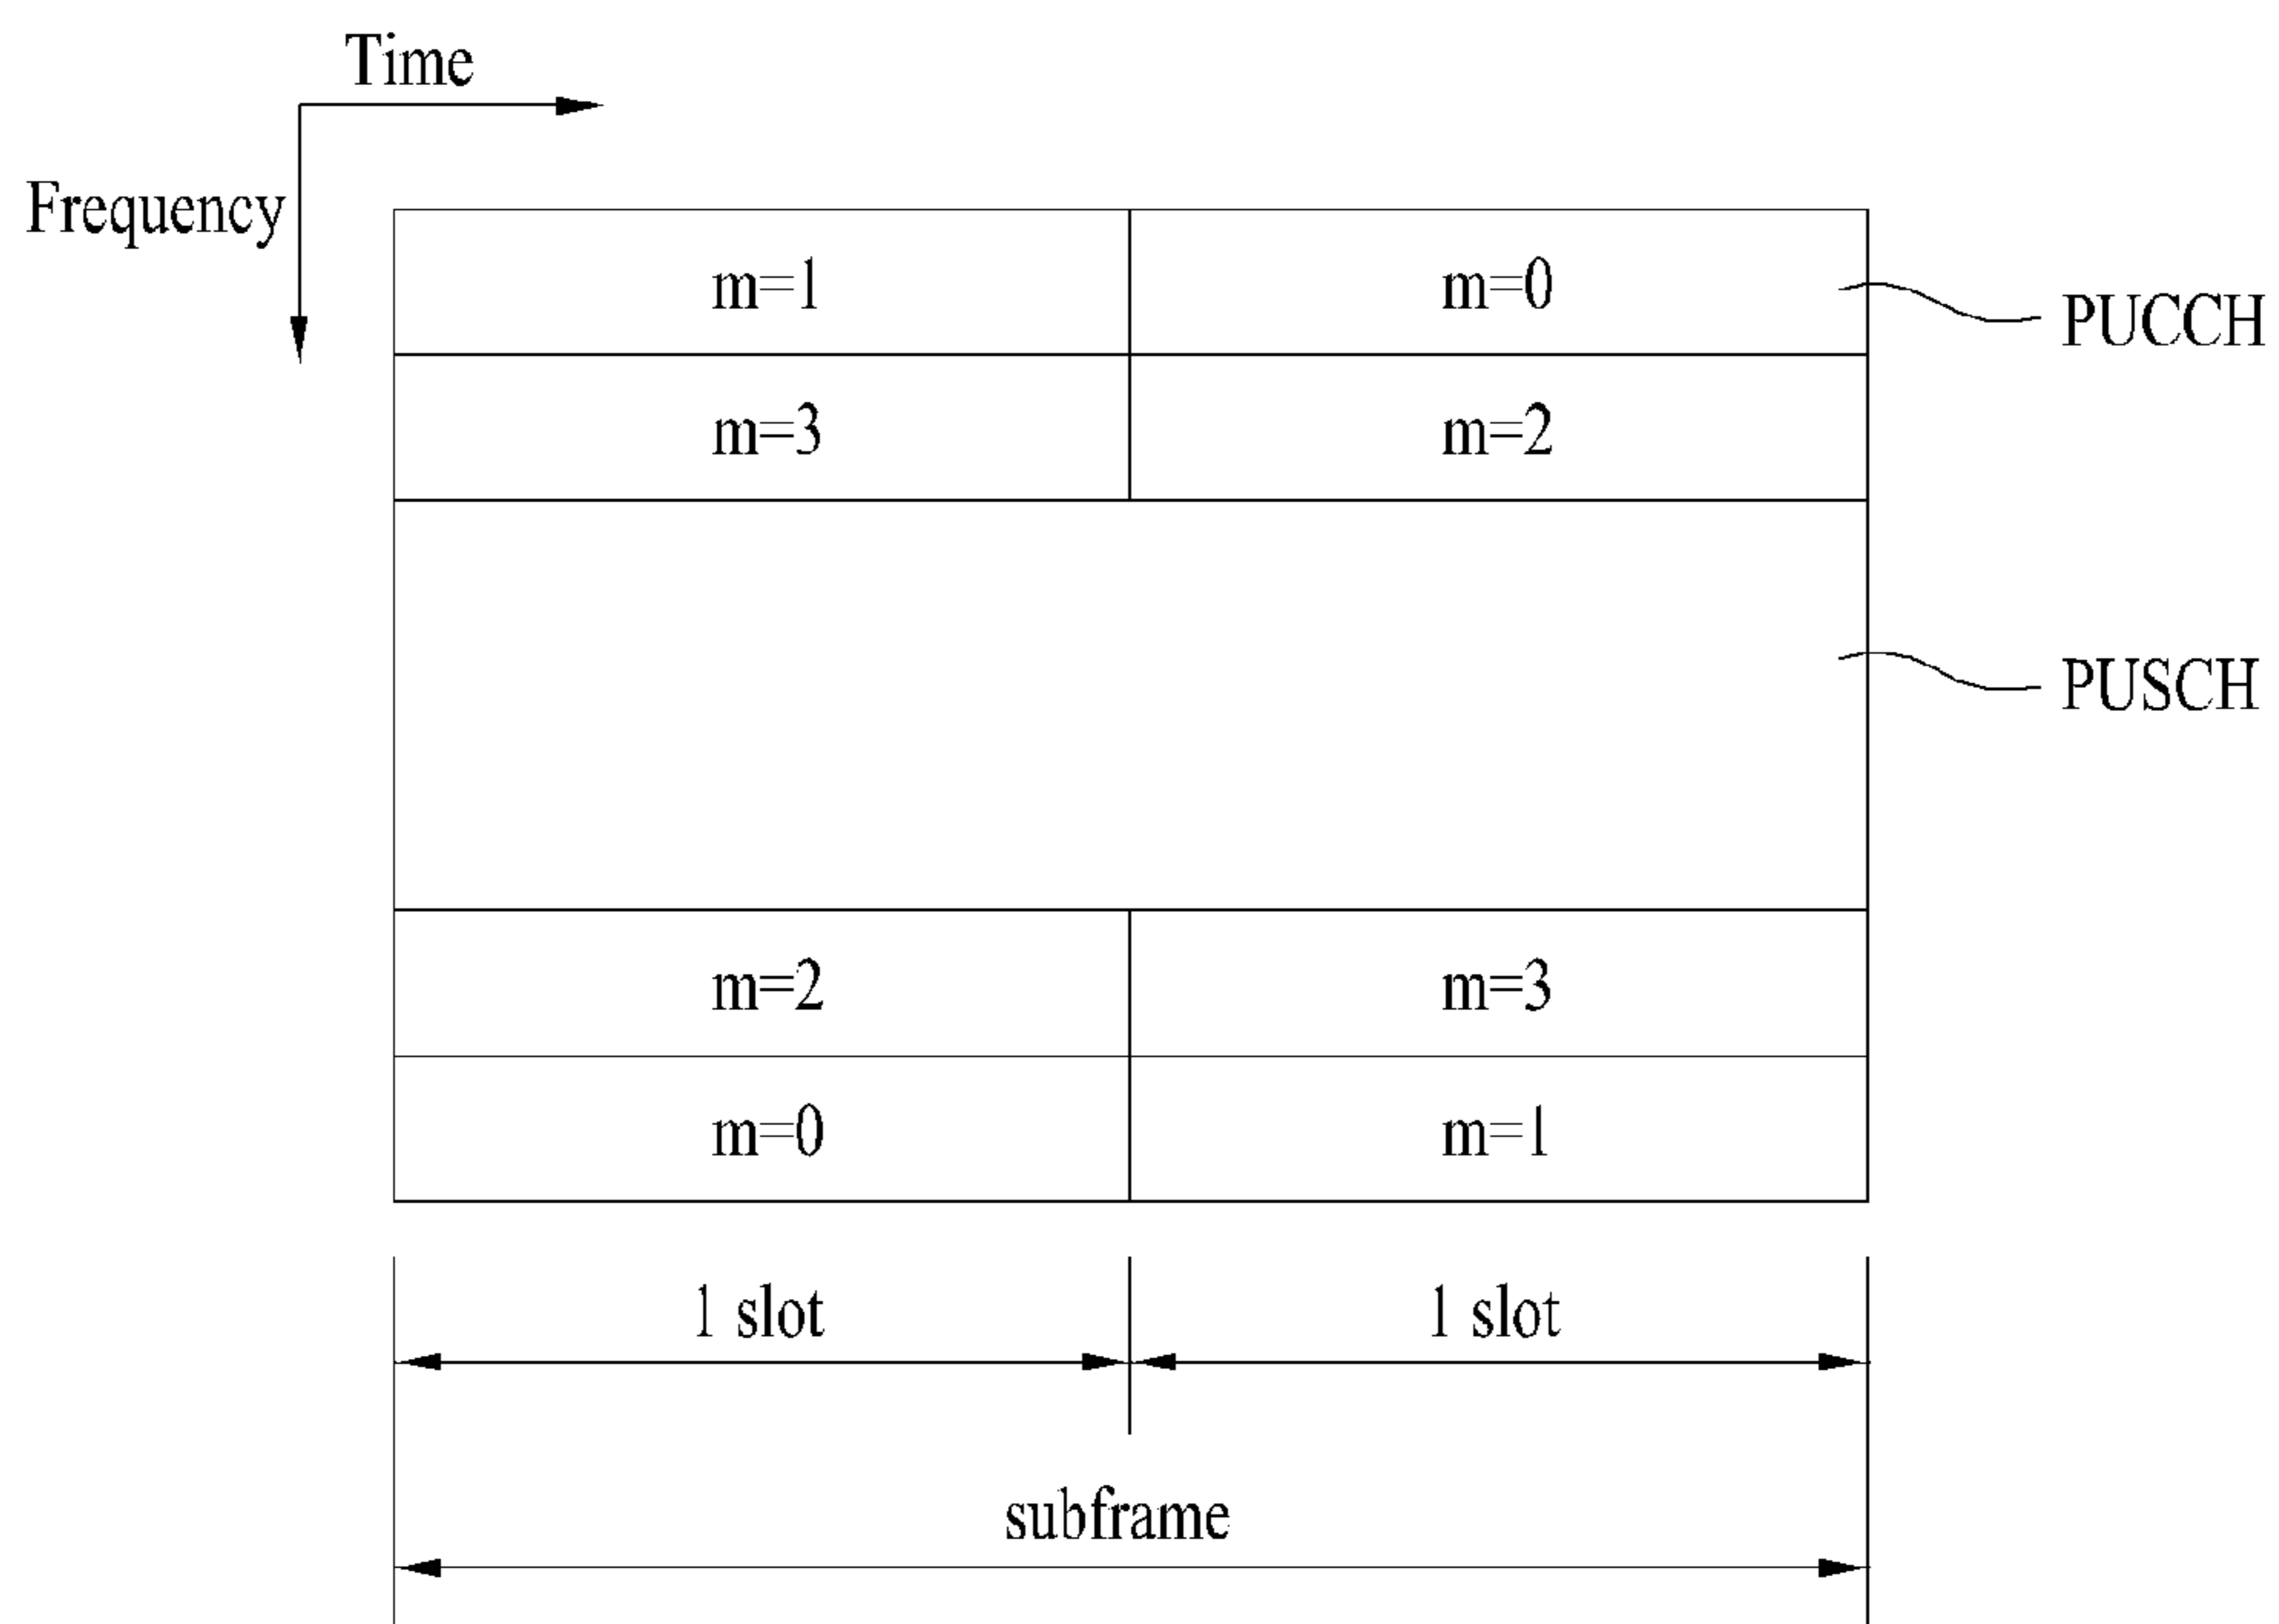 Time
Frequency
m=1
m=0
PUCCH
m=3
m=2
PUSCH
m=2
m=3
m=0
m=1
1 slot
1 slot
subframe